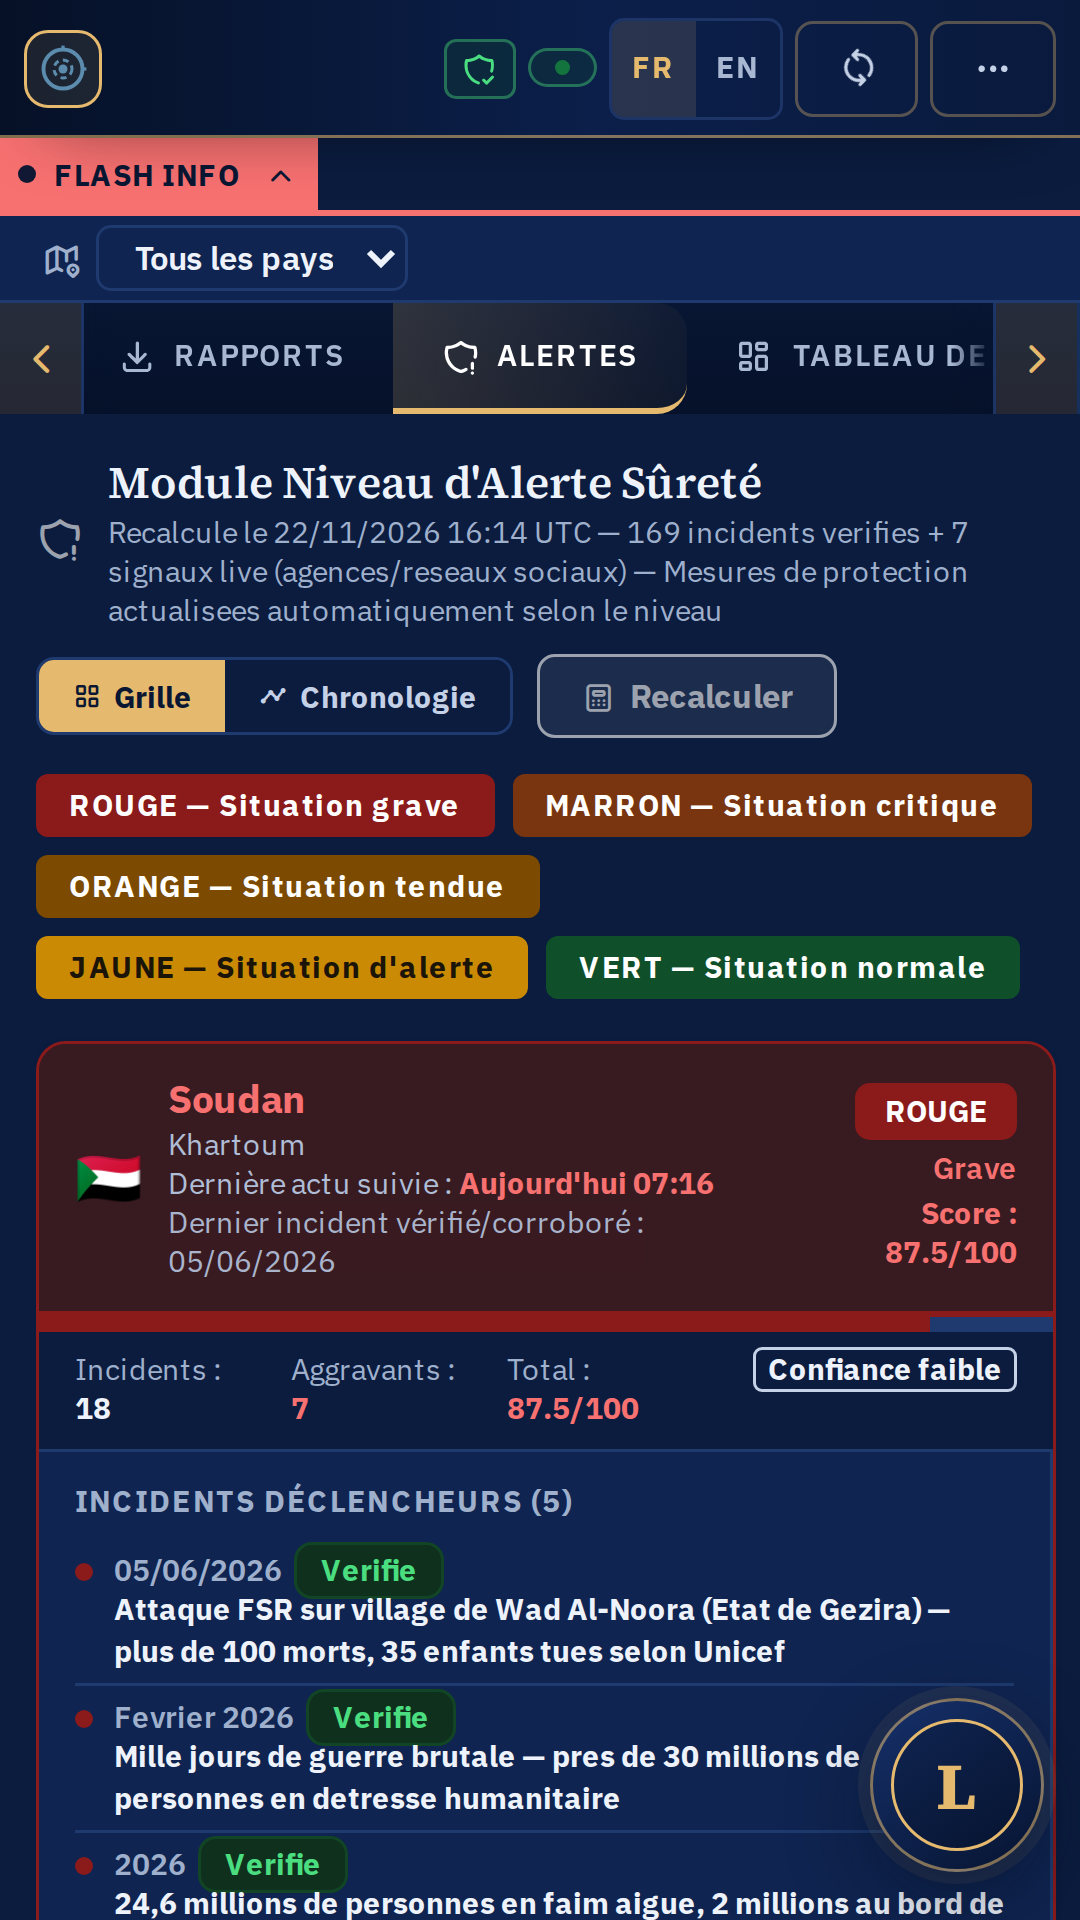 FR EN
FLASH INFO
Tous les pays
RAPPORTS ALERTES TABLEAU DE
Module Niveau d'Alerte Sûreté
Recalcule le 22/11/2026 16:14 UTC — 169 incidents verifies + 7
signaux live (agences/reseaux sociaux) — Mesures de protection
actualisees automatiquement selon le niveau
Grille Chronologie Recalculer
ROUGE — Situation grave MARRON — Situation critique
ORANGE — Situation tendue
JAUNE — Situation d'alerte VERT — Situation normale
Soudan
ROUGE
Khartoum
Grave
Dernière actu suivie : Aujourd'hui 07:16
Score :
87.5/100
Dernier incident vérifié/corroboré :
05/06/2026
Incidents : Aggravants : Total : Confiance faible
18 7 87.5/100
INCIDENTS DÉCLENCHEURS (5)
05/06/2026 Verifie
Attaque FSR sur village de Wad Al-Noora (Etat de Gezira) —
plus de 100 morts, 35 enfants tues selon Unicef
Fevrier 2026 Verifie
Mille jours de guerre brutale — pres de 30 millions de
personnes en detresse humanitaire
L
2026 Verifie
24,6 millions de personnes en faim aigue, 2 millions au bord de